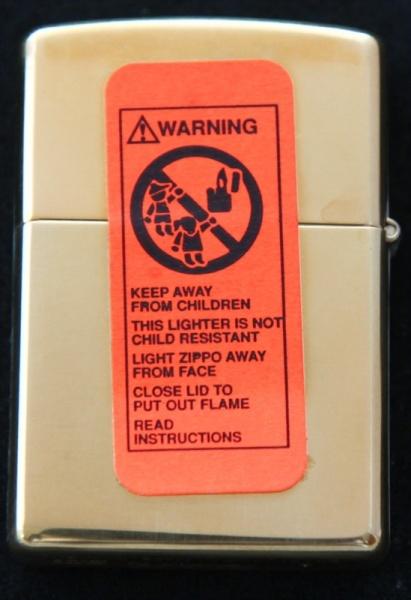 WARNING
KEEP AWAY
FROM CHILDREN
THIS LIGHTER IS NOT
CHILD RESISTANT
LIGHT ZIPPO AWAY
FROM FACE
CLOSE LID TO
PUT OUT FLAME
READ
INSTRUCTIONS